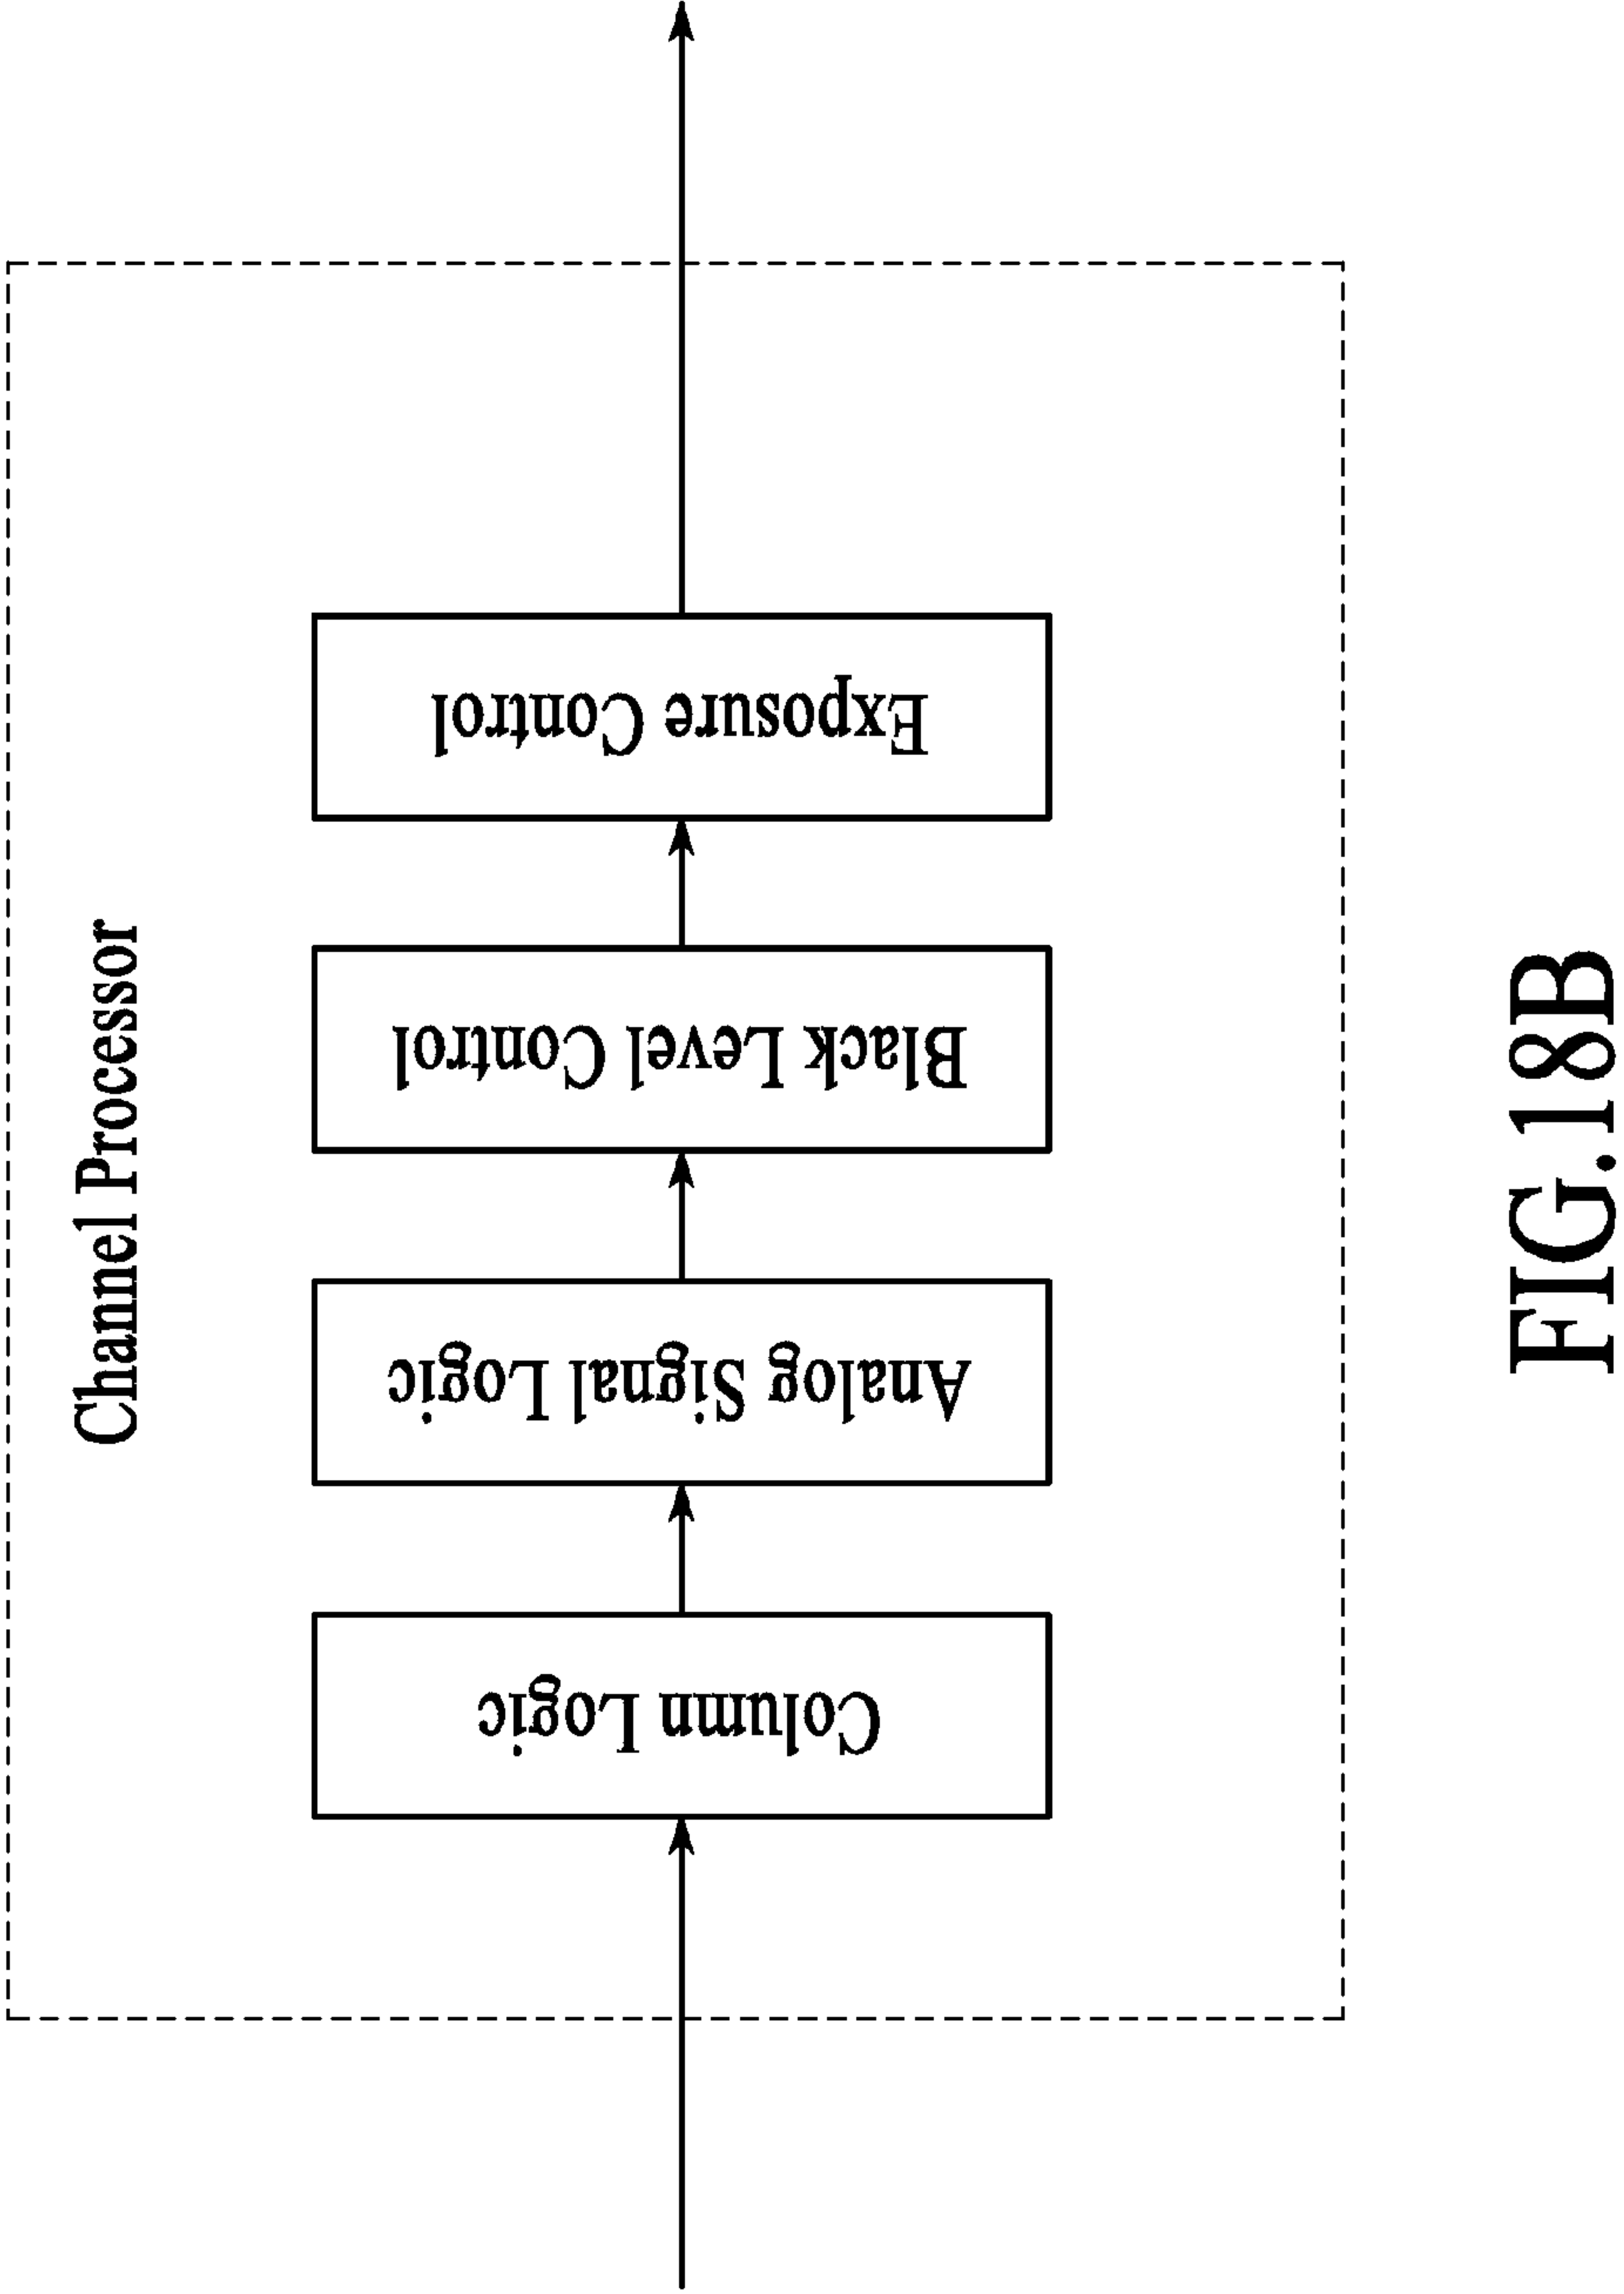 Channel Processor
Column Logic
Analog Signal Logic
Black Level Control
Exposure Control
FIG.18B